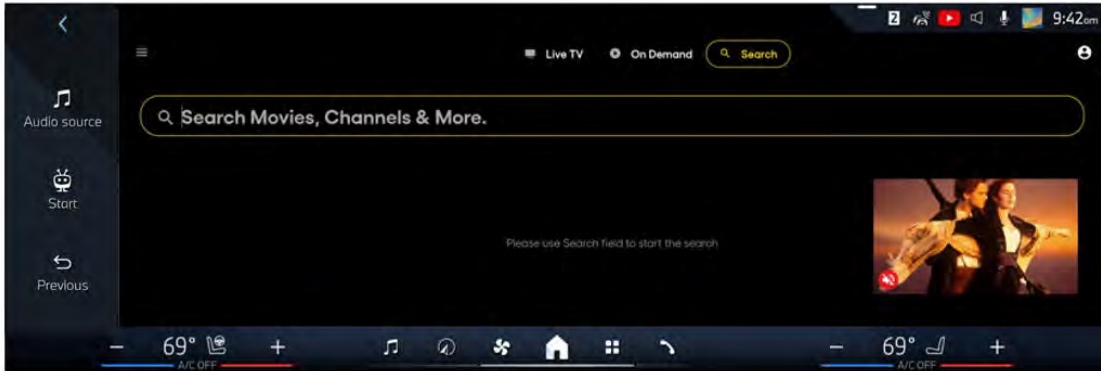 2 9:42am
Live TV On Demand Search
Audio source
Search Movies, Channels & More.
Start
Please use Search field to start the search
Previous
− 69° + − 69° +
A/C OFF A/C OFF